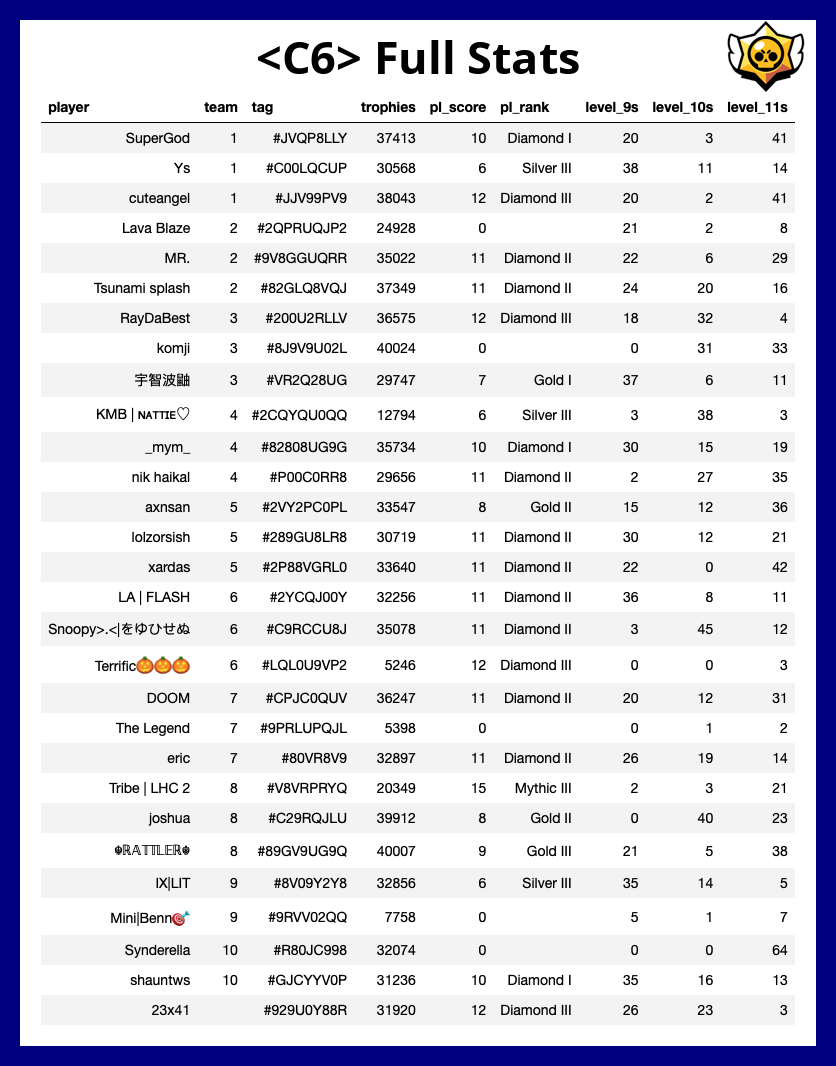 <C6> Full Stats
player team tag trophies pl_score pl_rank level_9s level_10s level_11s
SuperGod 1 #JVQP8LLY 37413 10 Diamond I 20 3 41
Ys 1 #C00LQCUP 30568 6 Silver III 38 11 14
cuteangel 1 #JJV99PV9 38043 12 Diamond III 20 2 41
Lava Blaze 2 #2QPRUQJP2 24928 0 21 2 8
MR. 2 #9V8GGUQRR 35022 11 Diamond II 22 6 29
Tsunami splash 2 #82GLQ8VQJ 37349 11 Diamond II 24 20 16
RayDaBest 3 #200U2RLLV 36575 12 Diamond III 18 32 4
komji 3 #8J9V9U02L 40024 0 0 31 33
宇智波鼬 3 #VR2Q28UG 29747 7 Gold I 37 6 11
KMB | ɴᴀᴛᴛɪᴇ♡ 4 #2CQYQU0QQ 12794 6 Silver III 3 38 3
_mym_ 4 #82808UG9G 35734 10 Diamond I 30 15 19
nik haikal 4 #P00C0RR8 29656 11 Diamond II 2 27 35
axnsan 5 #2VY2PC0PL 33547 8 Gold II 15 12 36
lolzorsish 5 #289GU8LR8 30719 11 Diamond II 30 12 21
xardas 5 #2P88VGRL0 33640 11 Diamond II 22 0 42
LA | FLASH 6 #2YCQJ00Y 32256 11 Diamond II 36 8 11
Snoopy>.<|をゆひせぬ 6 #C9RCCU8J 35078 11 Diamond II 3 45 12
Terrific🎃🎃🎃 6 #LQL0U9VP2 5246 12 Diamond III 0 0 3
DOOM 7 #CPJC0QUV 36247 11 Diamond II 20 12 31
The Legend 7 #9PRLUPQJL 5398 0 0 1 2
eric 7 #80VR8V9 32897 11 Diamond II 26 19 14
Tribe | LHC 2 8 #V8VRPRYQ 20349 15 Mythic III 2 3 21
joshua 8 #C29RQJLU 39912 8 Gold II 0 40 23
☬ℝ𝔸𝕋𝕋𝕃𝔼ℝ☬ 8 #89GV9UG9Q 40007 9 Gold III 21 5 38
IX|LIT 9 #8V09Y2Y8 32856 6 Silver III 35 14 5
Mini|Benn🎯 9 #9RVV02QQ 7758 0 5 1 7
Synderella 10 #R80JC998 32074 0 0 0 64
shauntws 10 #GJCYYV0P 31236 10 Diamond I 35 16 13
23x41 #929U0Y88R 31920 12 Diamond III 26 23 3